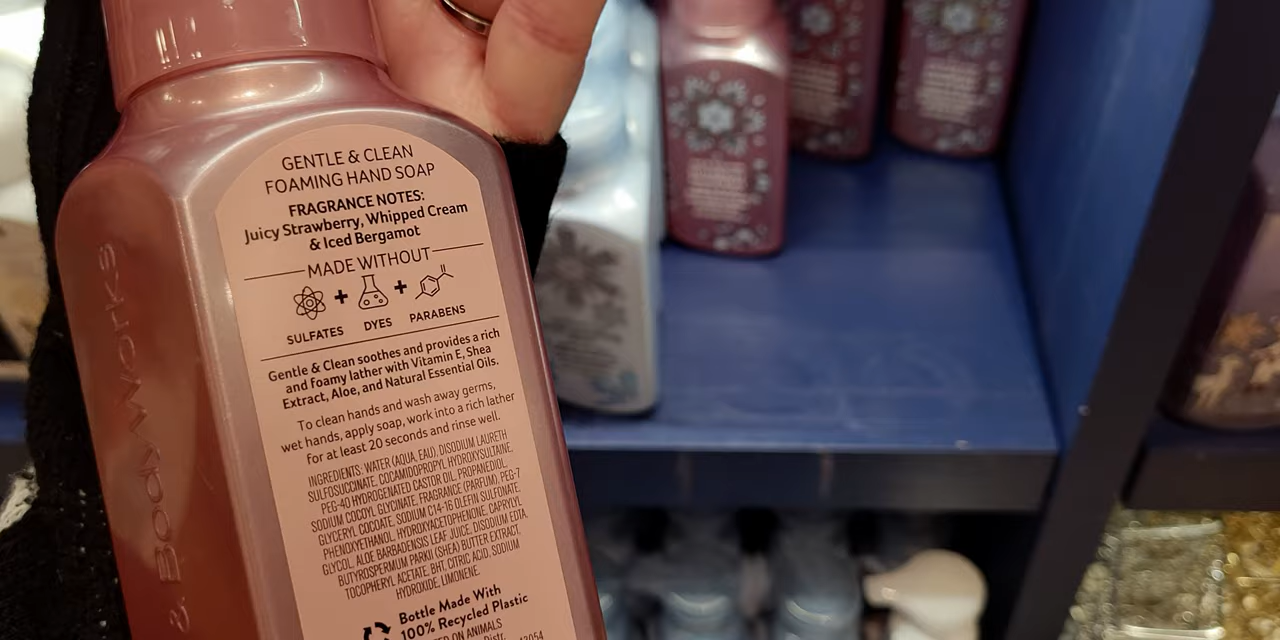 GENTLE & CLEAN
FOAMING HAND SOAP
FRAGRANCE NOTES:
Juicy Strawberry, Whipped Cream
& Iced Bergamot
MADE WITHOUT
SULFATES + DYES + PARABENS
Gentle & Clean soothes and provides a rich
and foamy lather with Vitamin E, Shea
Extract, Aloe, and Natural Essential Oils.
To clean hands and wash away germs,
wet hands, apply soap, work into a rich lather
for at least 20 seconds and rinse well.
INGREDIENTS: WATER (AQUA, EAU), DISODIUM LAURETH
SULFOSUCCINATE, COCAMIDOPROPYL HYDROXYSULTAINE,
PEG-40 HYDROGENATED CASTOR OIL, PROPANEDIOL,
SODIUM COCOYL GLYCINATE, FRAGRANCE (PARFUM), PEG-7
GLYCERYL COCOATE, SODIUM C14-16 OLEFIN SULFONATE,
PHENOXYETHANOL, HYDROXYACETOPHENONE, CAPRYLYL
GLYCOL, ALOE BARBADENSIS LEAF JUICE, DISODIUM EDTA,
BUTYROSPERMUM PARKII (SHEA) BUTTER EXTRACT,
TOCOPHERYL ACETATE, BHT, CITRIC ACID, SODIUM
HYDROXIDE, LIMONENE.
Bottle Made With
100% Recycled Plastic
ED ON ANIMALS
Distr. 43054
& Body Works